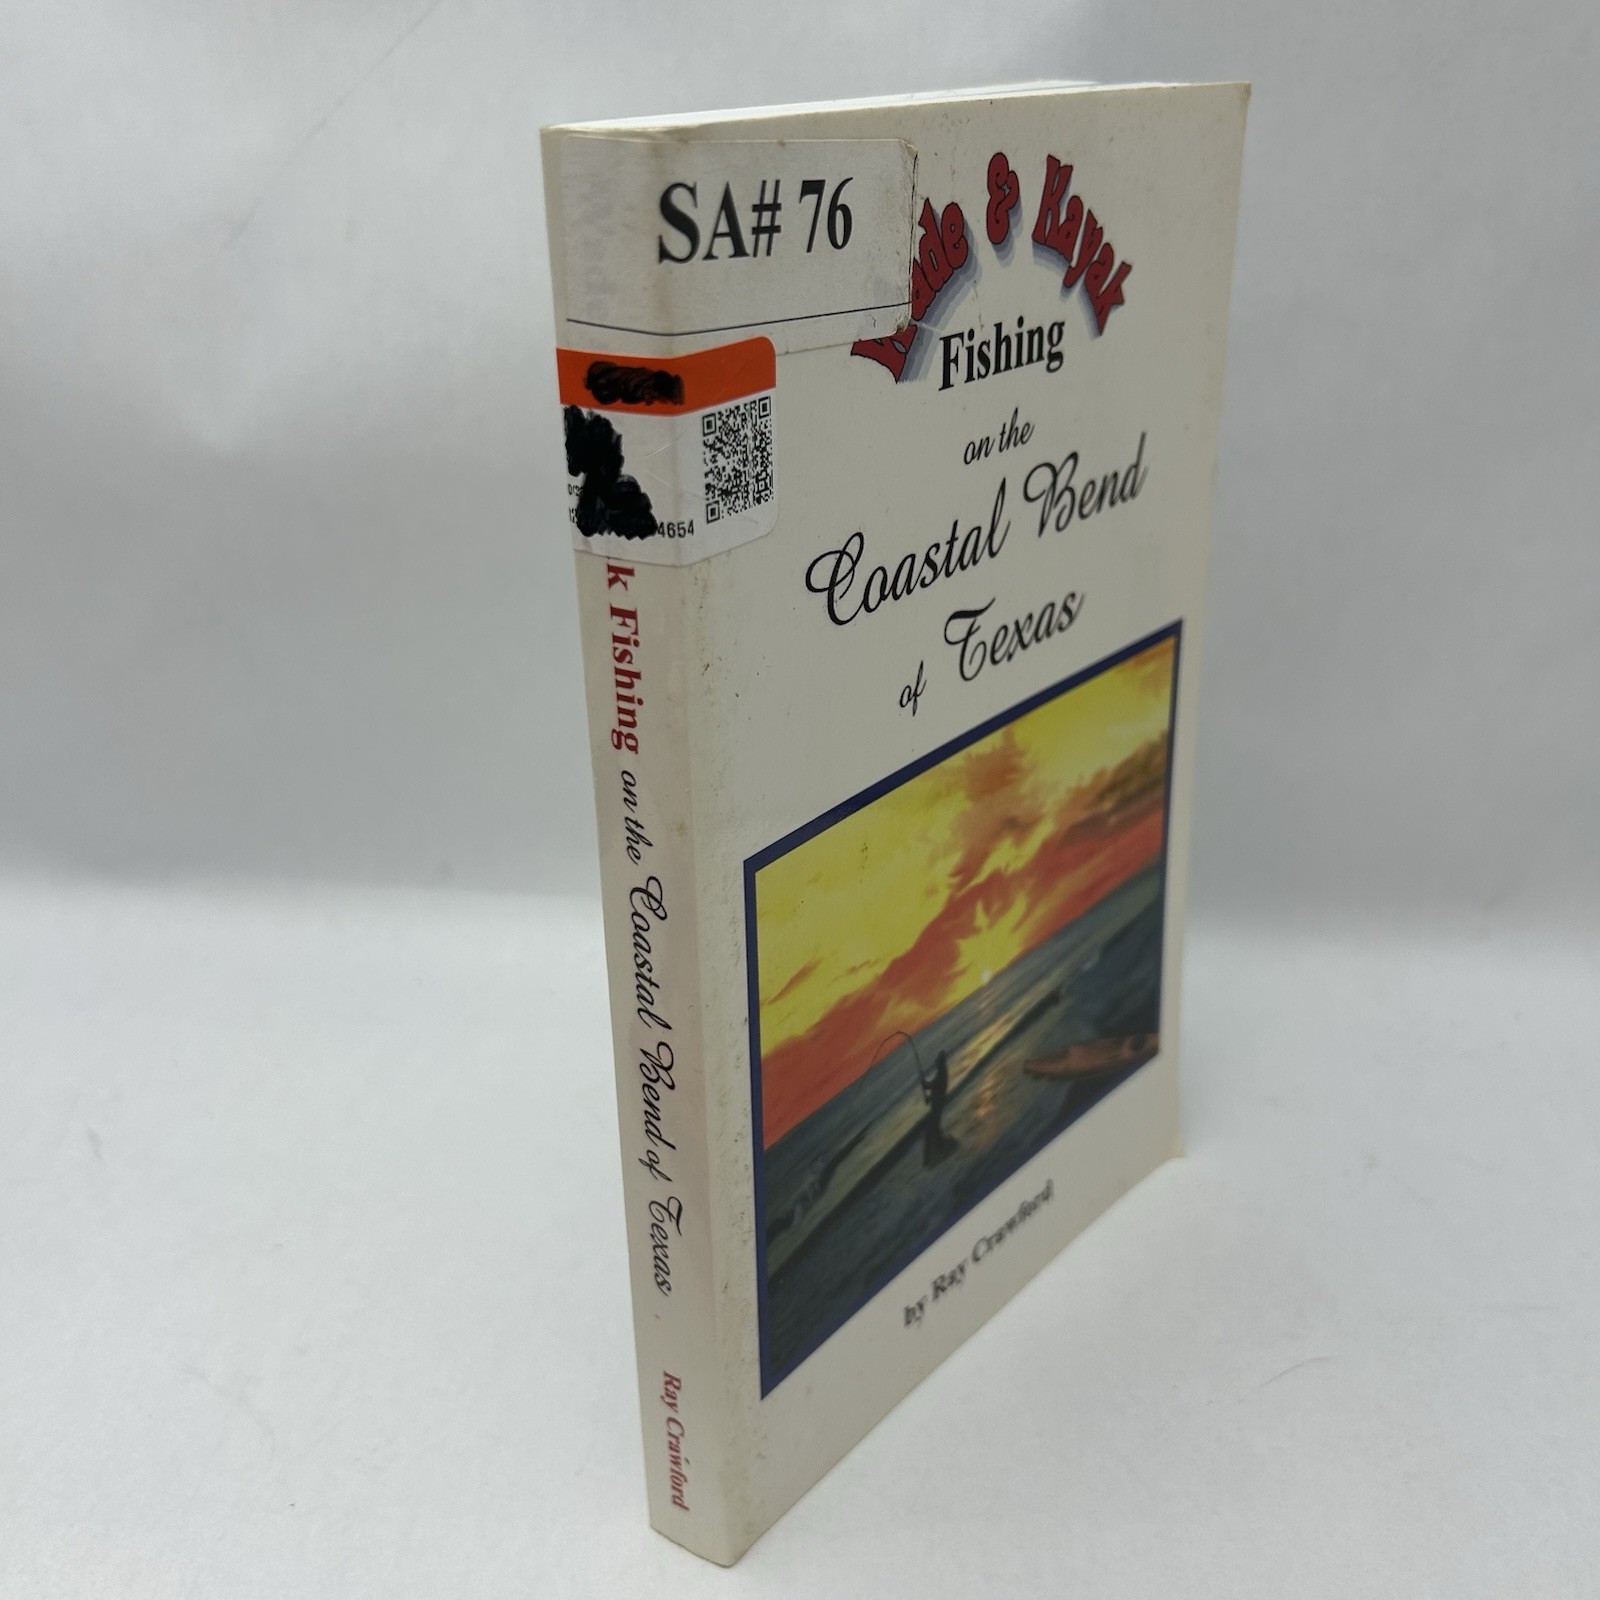 SA# 76
4654
k Fishing on the Coastal Bend of Texas
Ray Crawford
Wade & Kayak
Fishing
on the
Coastal Bend
of Texas
by Ray Crawford